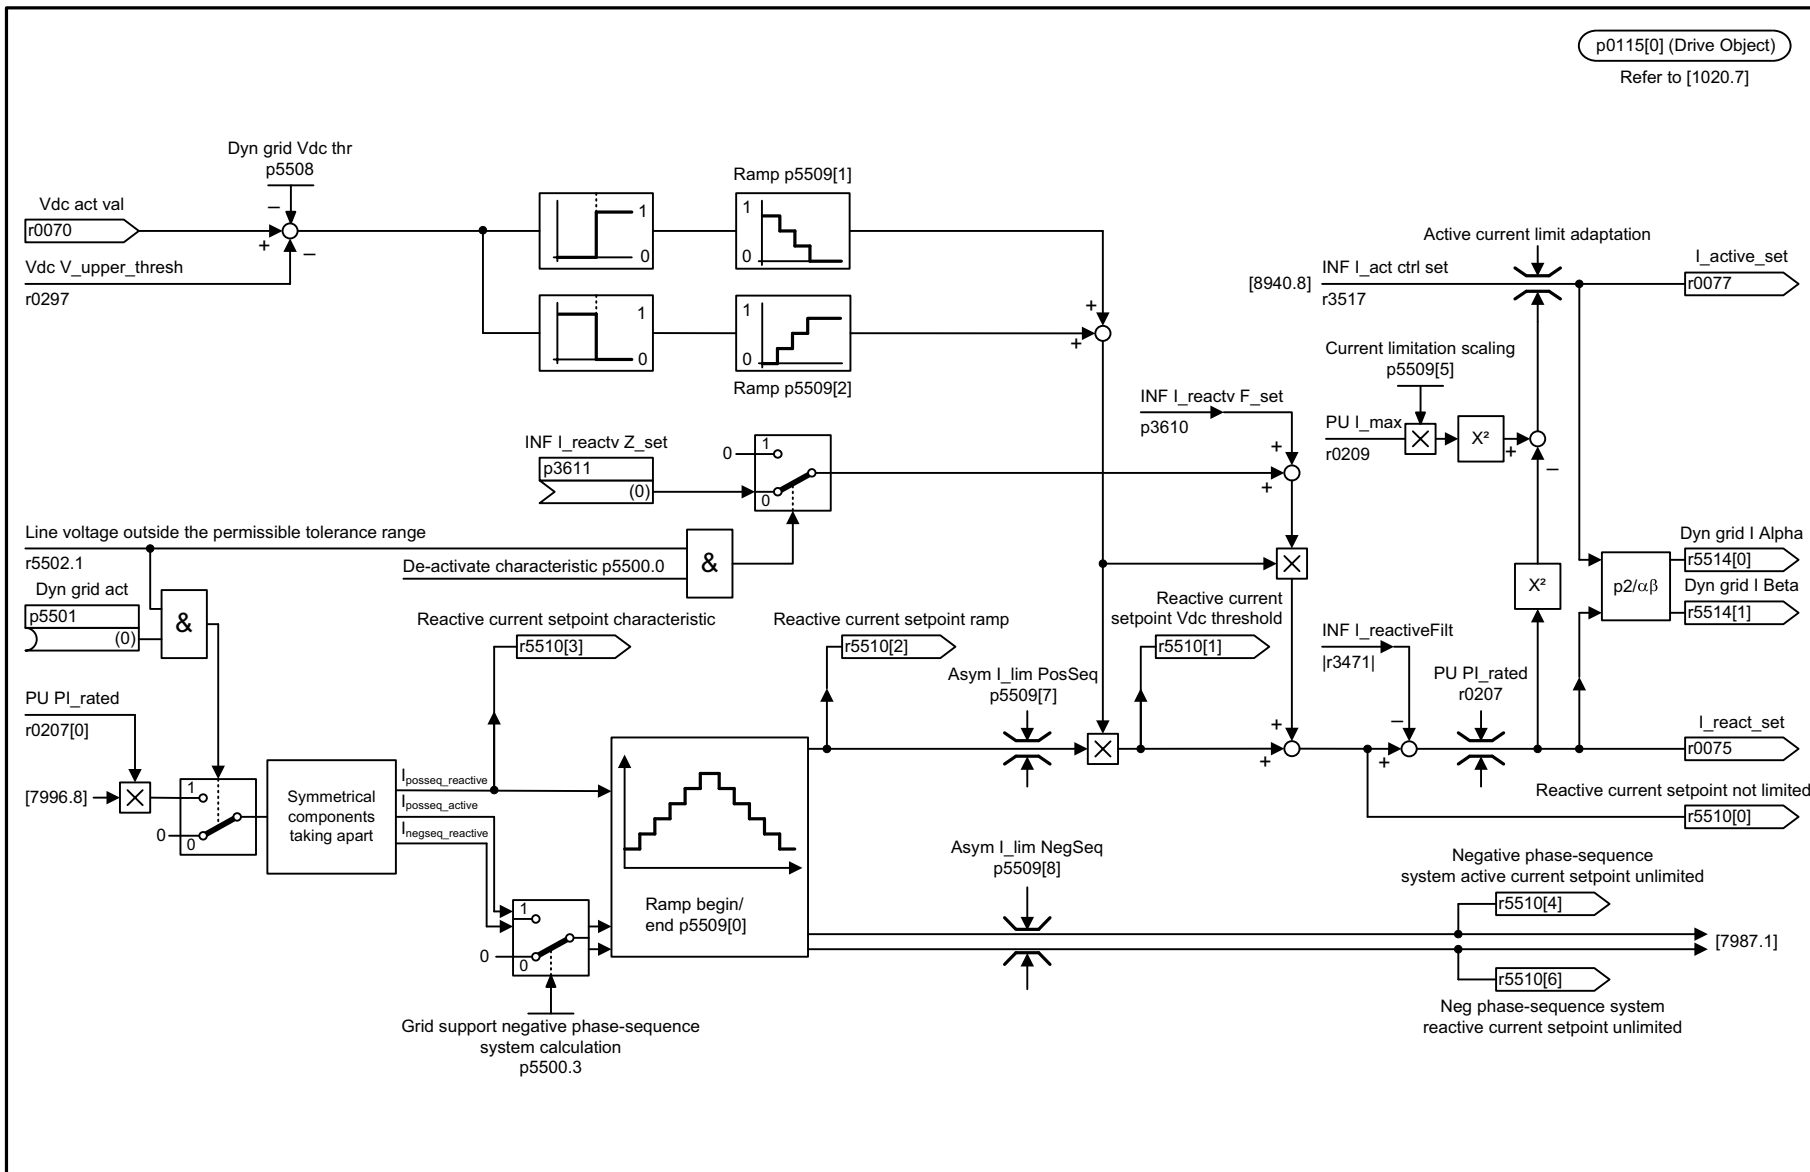 p0115[0] (Drive Object)
Refer to [1020.7]
Dyn grid Vdc thr
p5508
–
Vdc act val
r0070
+
–
Vdc V_upper_thresh
r0297
1
0
Ramp p5509[1]
1
0
1
0
1
0
Ramp p5509[2]
+
+
Active current limit adaptation
[8940.8]
INF I_act ctrl set
r3517
I_active_set
r0077
Current limitation scaling
p5509[5]
PU I_max
r0209
X²
+
–
INF I_reactv F_set
p3610
+
+
INF I_reactv Z_set
p3611
(0)
0
1
0
Line voltage outside the permissible tolerance range
r5502.1
De-activate characteristic p5500.0
&
Dyn grid act
p5501
(0)
&
Dyn grid I Alpha
r5514[0]
Dyn grid I Beta
r5514[1]
p2/αβ
X²
Reactive current setpoint characteristic
r5510[3]
Reactive current setpoint ramp
r5510[2]
Reactive current
setpoint Vdc threshold
r5510[1]
INF I_reactiveFilt
|r3471|
PU PI_rated
r0207
Asym I_lim PosSeq
p5509[7]
+
+
–
+
I_react_set
r0075
Reactive current setpoint not limited
r5510[0]
PU PI_rated
r0207[0]
[7996.8]
1
0
0
Symmetrical
components
taking apart
Iposseq_reactive
Iposseq_active
Inegseq_reactive
Ramp begin/
end p5509[0]
1
0
0
Grid support negative phase-sequence
system calculation
p5500.3
Asym I_lim NegSeq
p5509[8]
Negative phase-sequence
system active current setpoint unlimited
r5510[4]
[7987.1]
r5510[6]
Neg phase-sequence system
reactive current setpoint unlimited